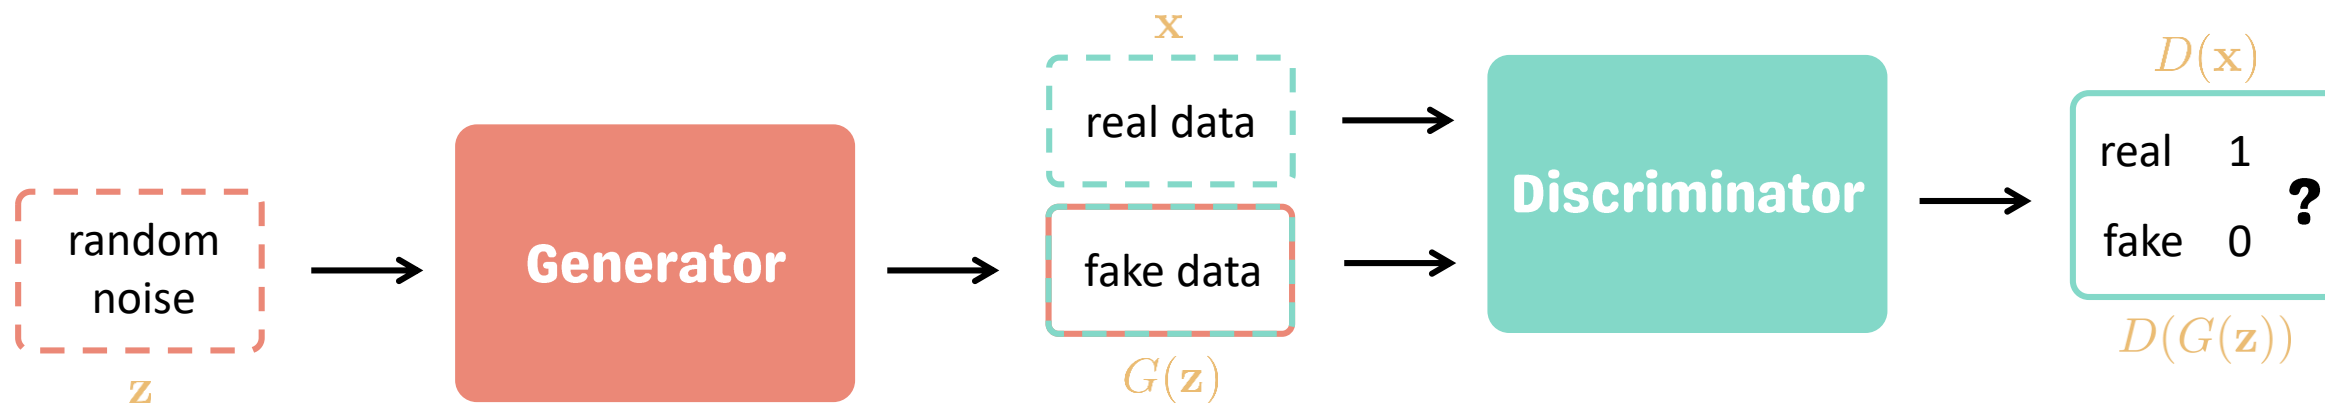 random
noise
z
Generator
x
real data
fake data
G(z)
Discriminator
D(x)
real 1
?
fake 0
D(G(z))